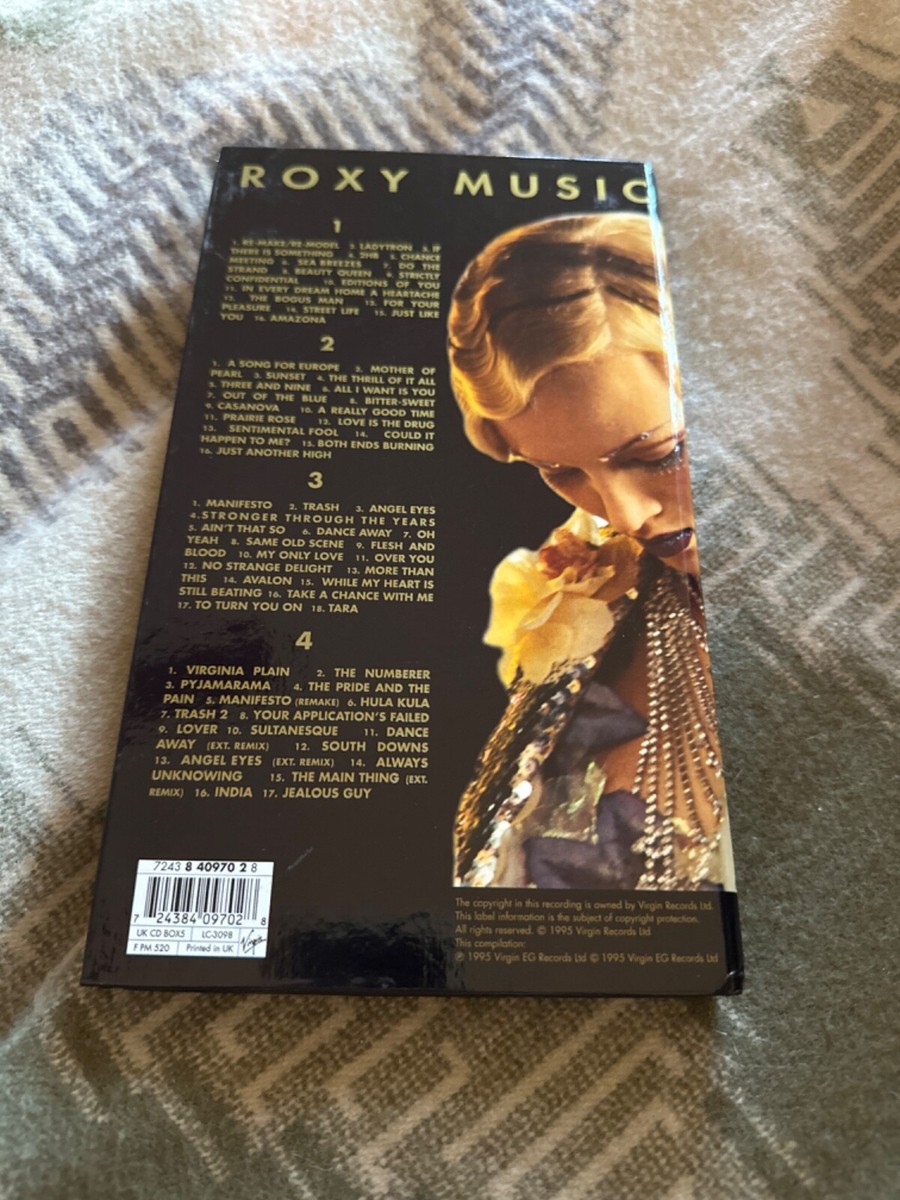 ROXY MUSIC
1
1. RE-MAKE/RE-MODEL 2. LADYTRON 3. IF
THERE IS SOMETHING 4. 2HB 5. CHANCE
MEETING 6. SEA BREEZES 7. DO THE
STRAND 8. BEAUTY QUEEN 9. STRICTLY
CONFIDENTIAL 10. EDITIONS OF YOU
11. IN EVERY DREAM HOME A HEARTACHE
12. THE BOGUS MAN 13. FOR YOUR
PLEASURE 14. STREET LIFE 15. JUST LIKE
YOU 16. AMAZONA
2
1. A SONG FOR EUROPE 2. MOTHER OF
PEARL 3. SUNSET 4. THE THRILL OF IT ALL
5. THREE AND NINE 6. ALL I WANT IS YOU
7. OUT OF THE BLUE 8. BITTER-SWEET
9. CASANOVA 10. A REALLY GOOD TIME
11. PRAIRIE ROSE 12. LOVE IS THE DRUG
13. SENTIMENTAL FOOL 14. COULD IT
HAPPEN TO ME? 15. BOTH ENDS BURNING
16. JUST ANOTHER HIGH
3
1. MANIFESTO 2. TRASH 3. ANGEL EYES
4. STRONGER THROUGH THE YEARS
5. AIN'T THAT SO 6. DANCE AWAY 7. OH
YEAH 8. SAME OLD SCENE 9. FLESH AND
BLOOD 10. MY ONLY LOVE 11. OVER YOU
12. NO STRANGE DELIGHT 13. MORE THAN
THIS 14. AVALON 15. WHILE MY HEART IS
STILL BEATING 16. TAKE A CHANCE WITH ME
17. TO TURN YOU ON 18. TARA
4
1. VIRGINIA PLAIN 2. THE NUMBERER
3. PYJAMARAMA 4. THE PRIDE AND THE
PAIN 5. MANIFESTO (REMAKE) 6. HULA KULA
7. TRASH 2 8. YOUR APPLICATION'S FAILED
9. LOVER 10. SULTANESQUE 11. DANCE
AWAY (EXT. REMIX) 12. SOUTH DOWNS
13. ANGEL EYES (EXT. REMIX) 14. ALWAYS
UNKNOWING 15. THE MAIN THING (EXT.
REMIX) 16. INDIA 17. JEALOUS GUY
7243 8 40970 2 8
7 24384 09702 8
UK CD BOX5 LC-3098
F PM 520 Printed in UK Virgin
The copyright in this recording is owned by Virgin Records Ltd.
This label information is the subject of copyright protection.
All rights reserved. © 1995 Virgin Records Ltd
This compilation:
℗ 1995 Virgin EG Records Ltd © 1995 Virgin EG Records Ltd